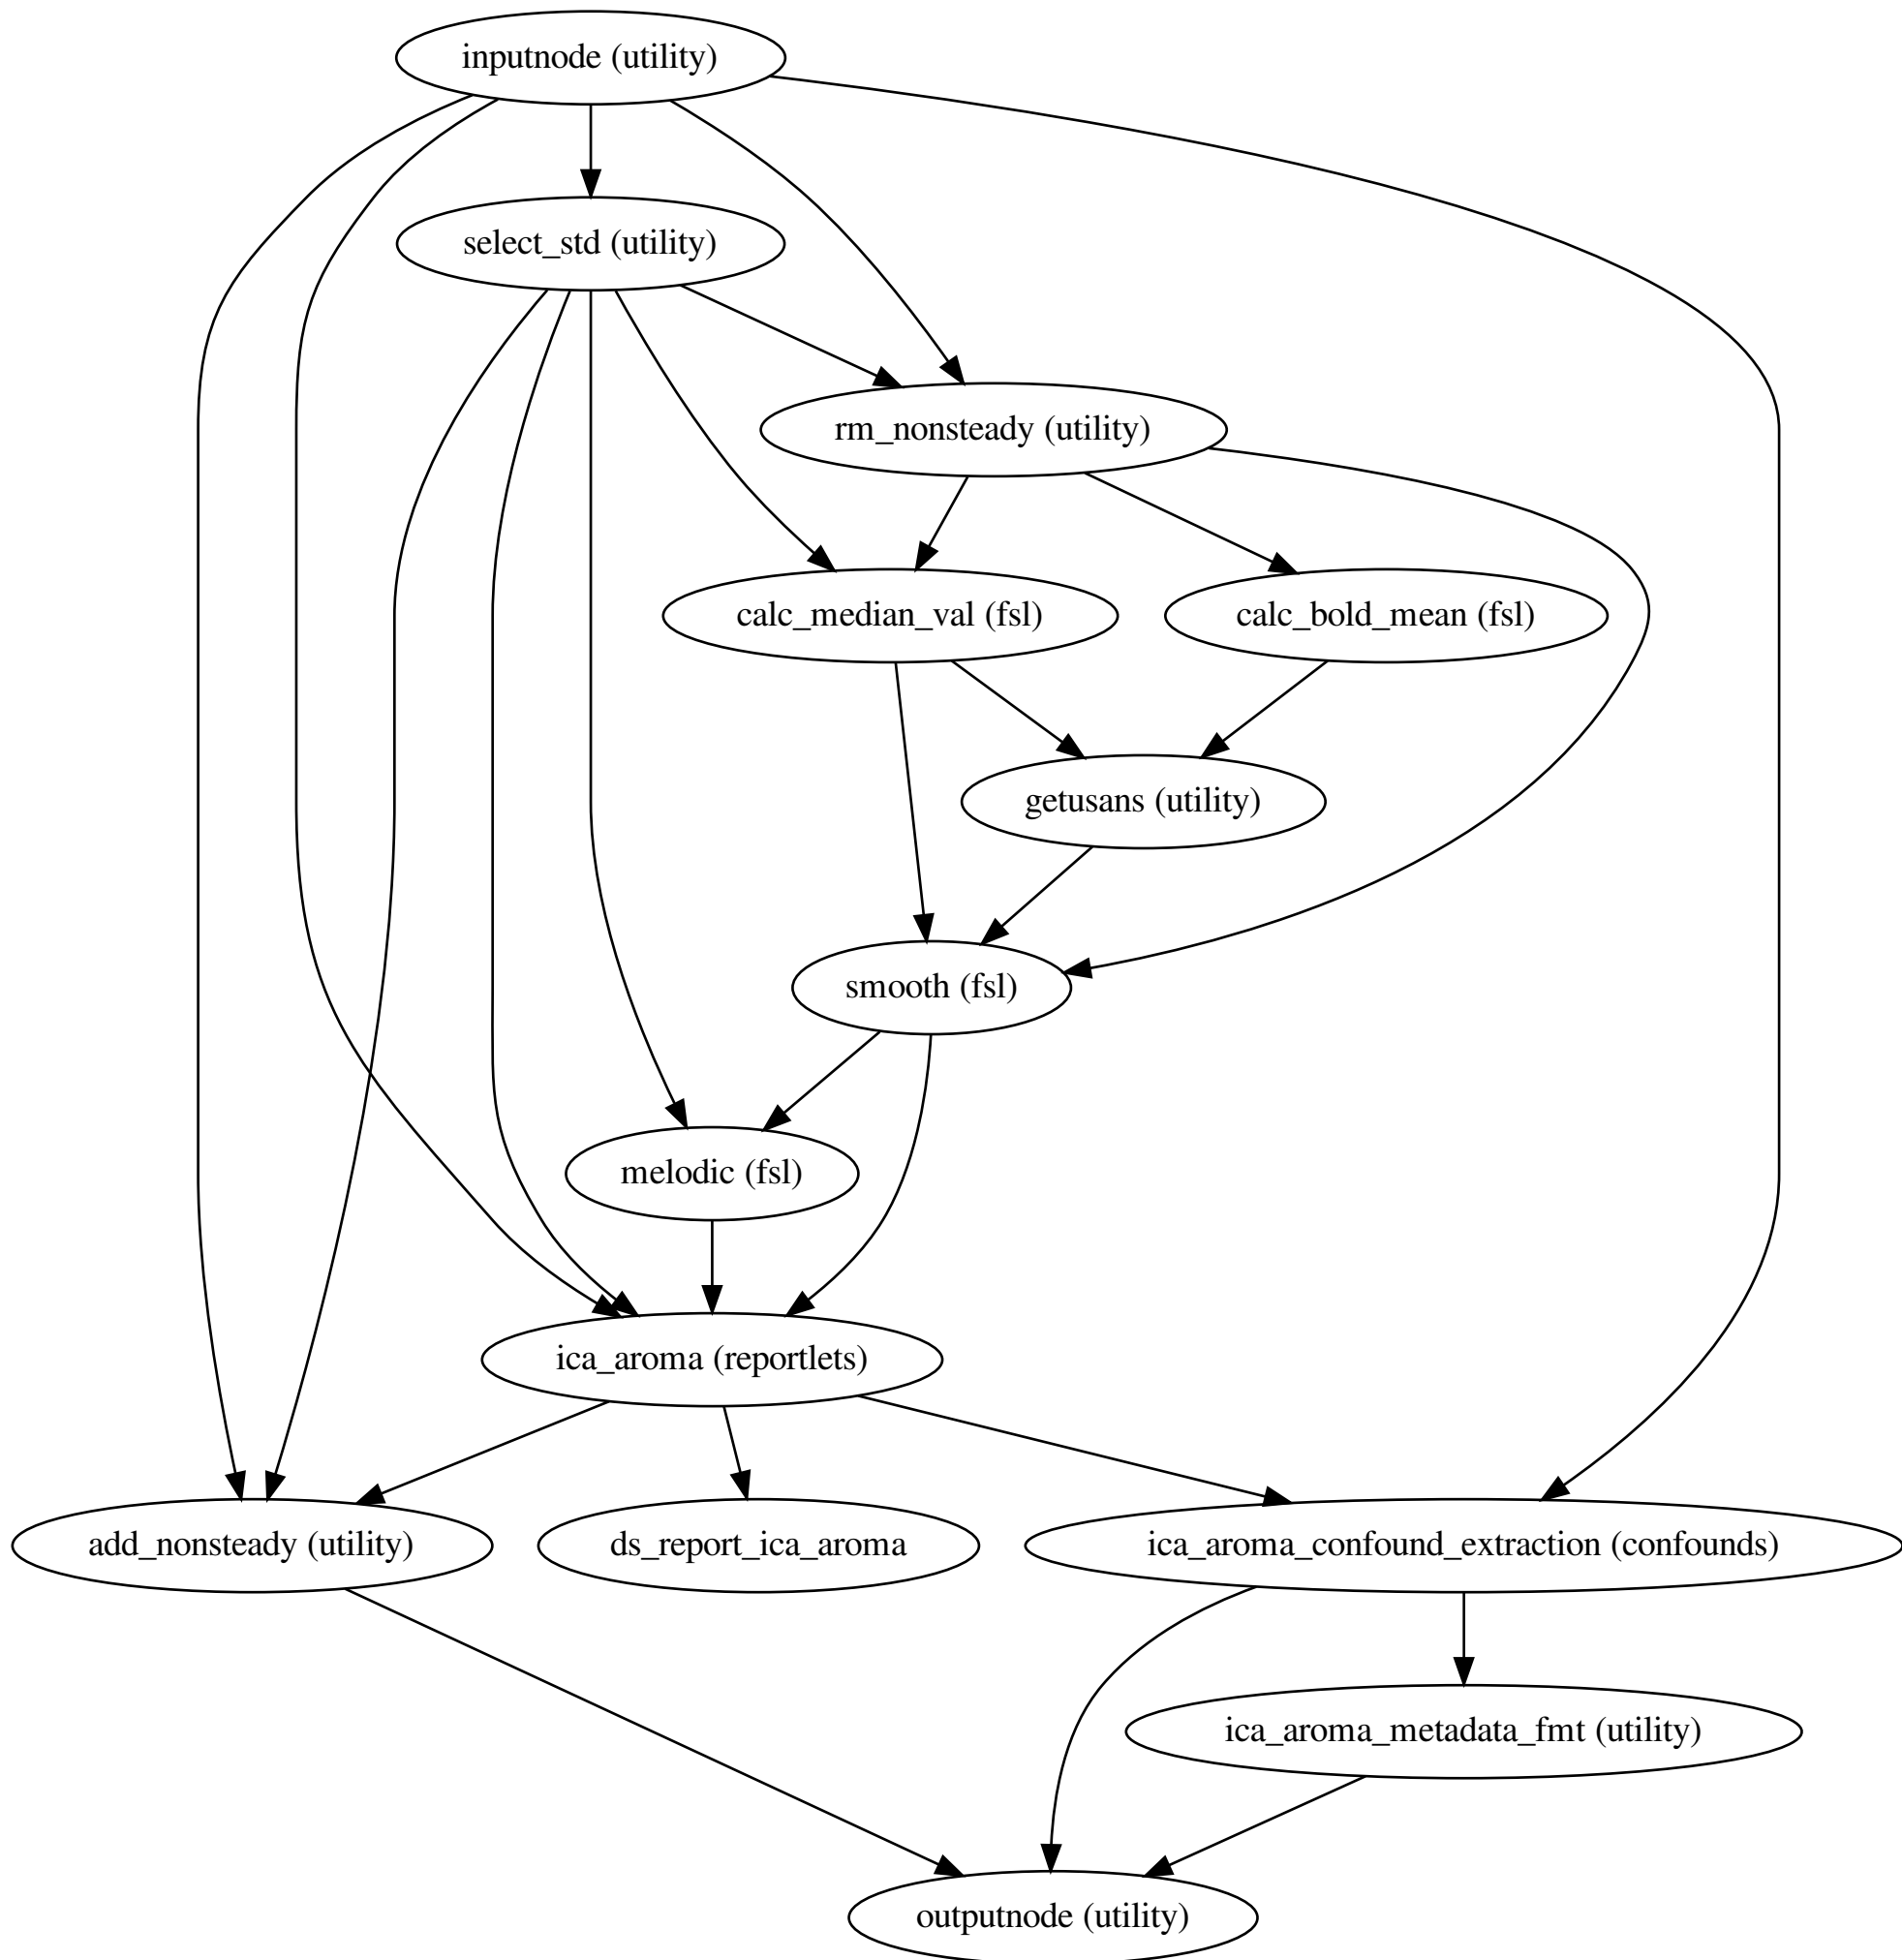 inputnode (utility)
select_std (utility)
rm_nonsteady (utility)
calc_median_val (fsl)
calc_bold_mean (fsl)
getusans (utility)
smooth (fsl)
melodic (fsl)
ica_aroma (reportlets)
add_nonsteady (utility)
ds_report_ica_aroma
ica_aroma_confound_extraction (confounds)
ica_aroma_metadata_fmt (utility)
outputnode (utility)